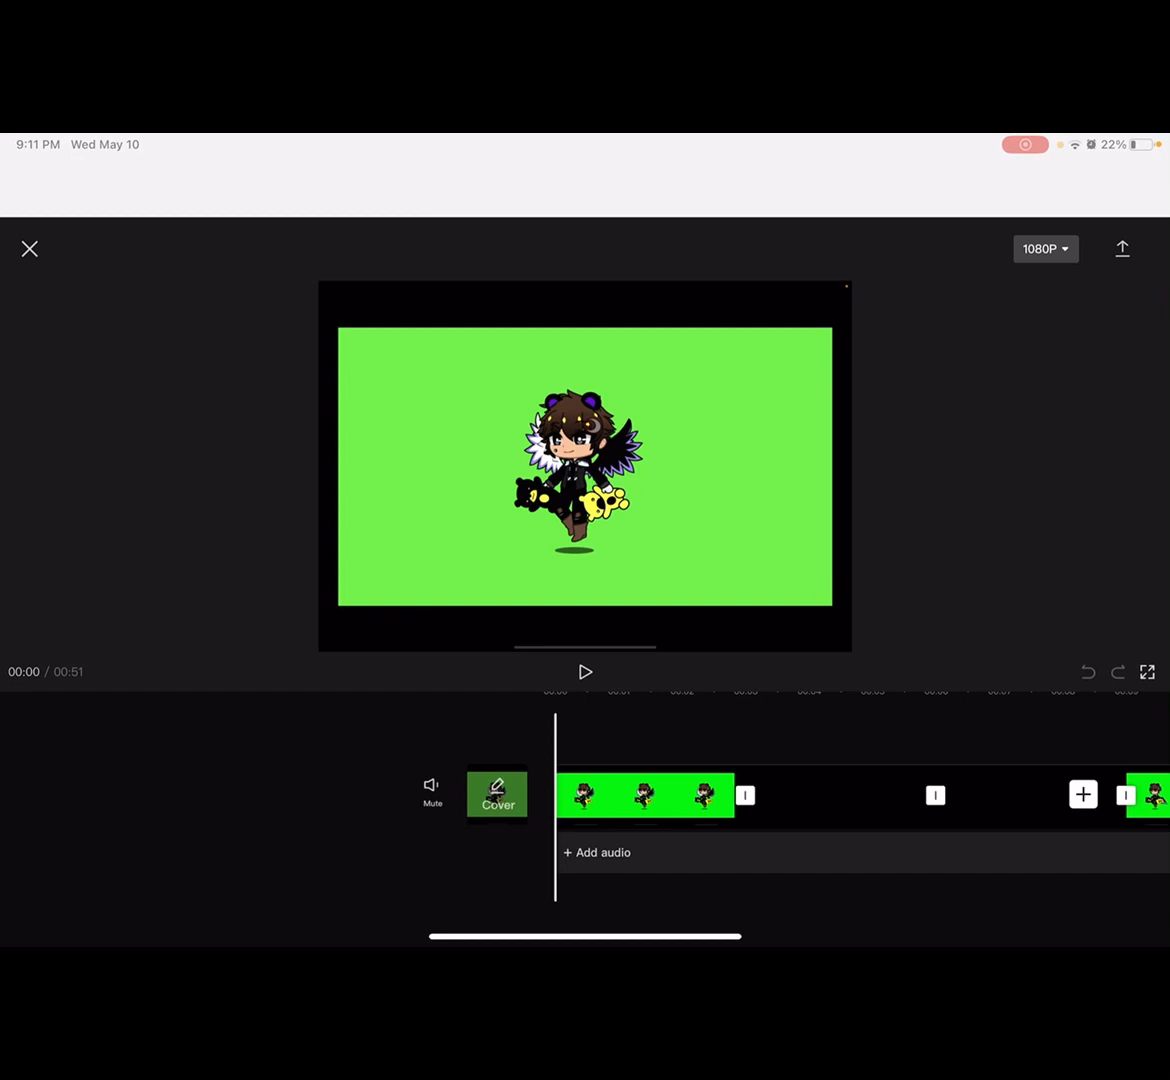 9:11 PM Wed May 10
22%
1080P
00:00 / 00:51
Mute
Cover
+ Add audio